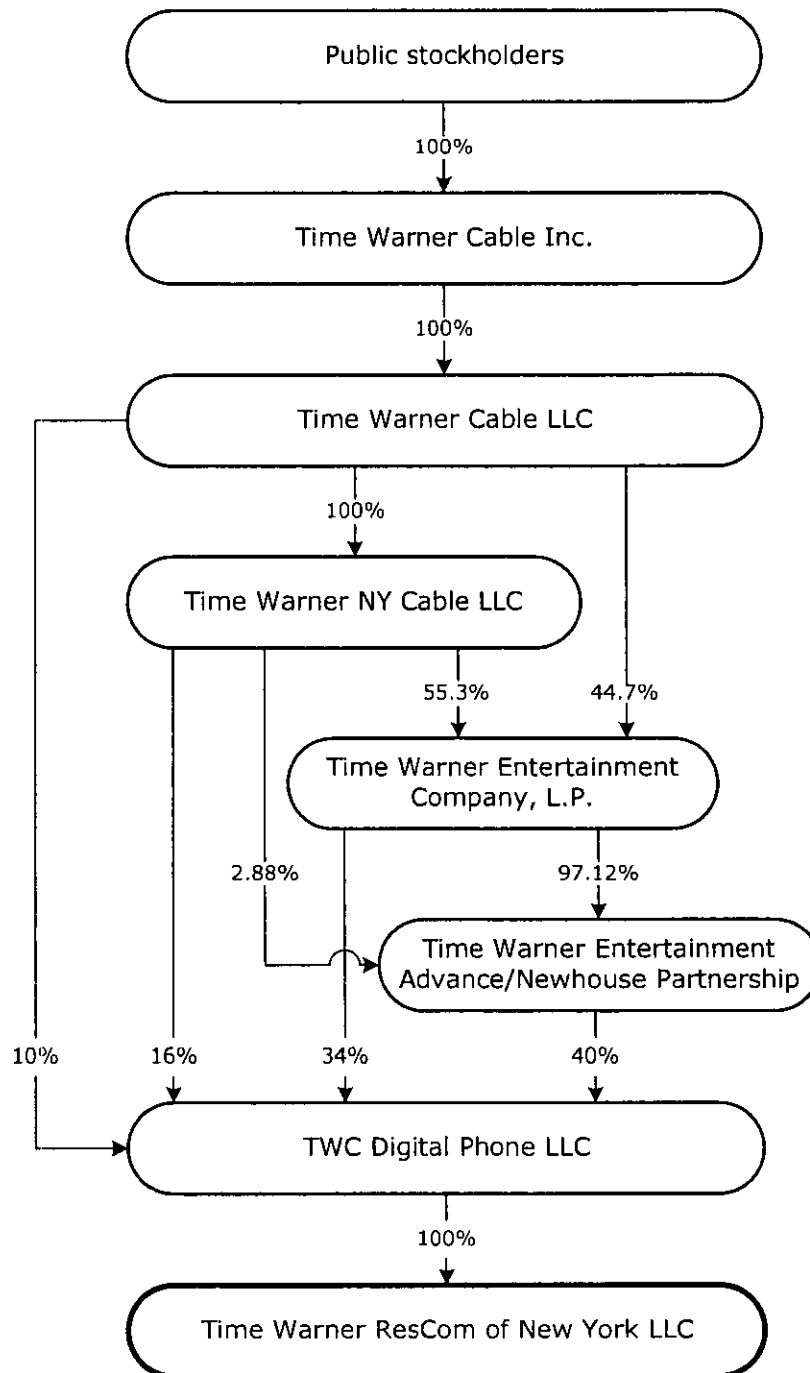 Public stockholders
100%
Time Warner Cable Inc.
100%
Time Warner Cable LLC
100%
Time Warner NY Cable LLC
55.3%
44.7%
Time Warner Entertainment
Company, L.P.
2.88%
97.12%
Time Warner Entertainment
Advance/Newhouse Partnership
10%
16%
34%
40%
TWC Digital Phone LLC
100%
Time Warner ResCom of New York LLC